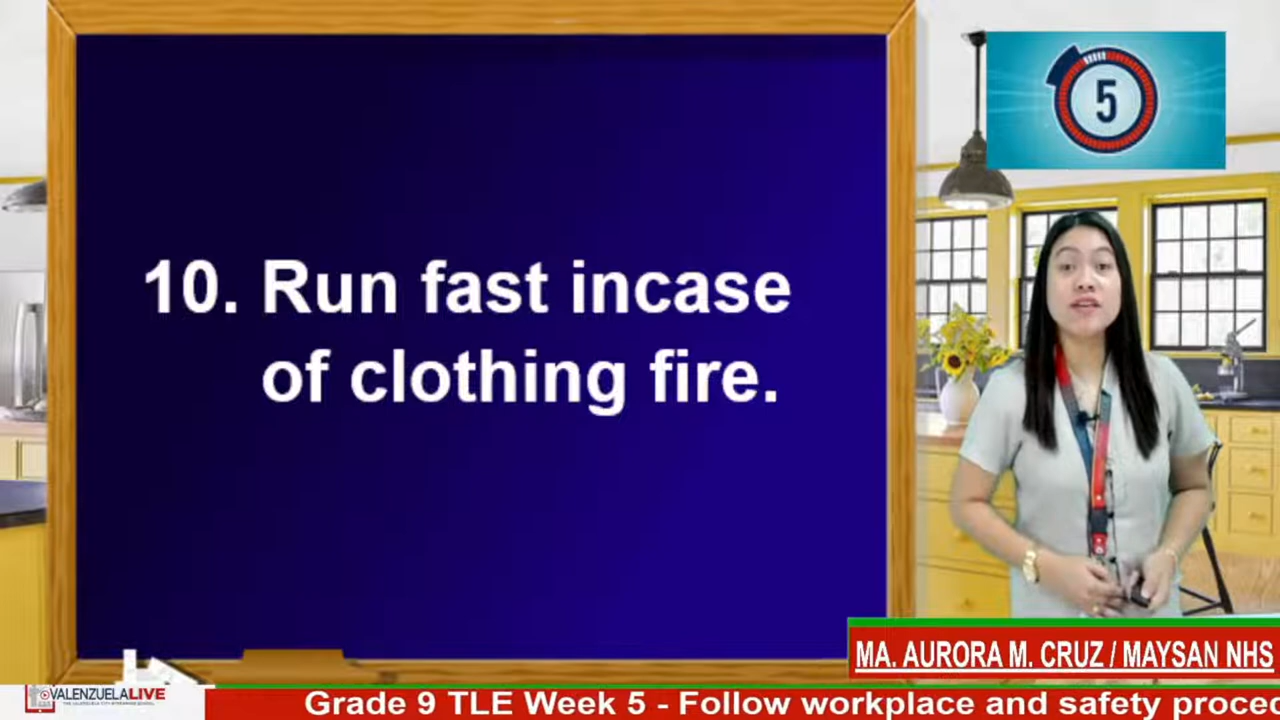 5
10. Run fast incase
of clothing fire.
MA. AURORA M. CRUZ / MAYSAN NHS
VALENZUELALIVE
Grade 9 TLE Week 5 - Follow workplace and safety proced